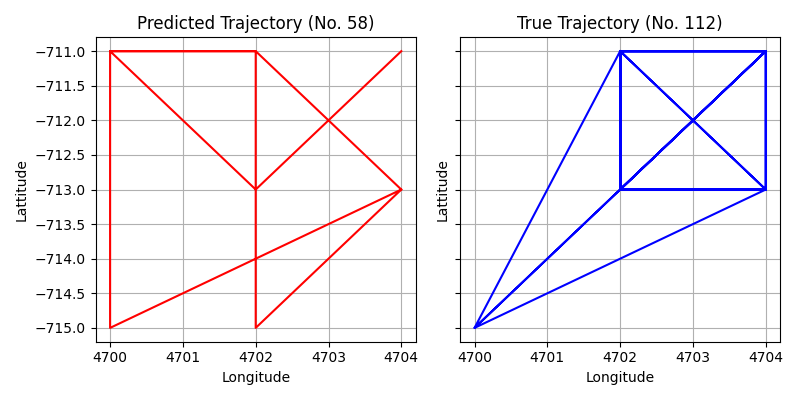 Predicted Trajectory (No. 58)
True Trajectory (No. 112)
−711.0
−711.5
−712.0
−712.5
−713.0
−713.5
−714.0
−714.5
−715.0
Lattitude
Lattitude
4700 4701 4702 4703 4704
4700 4701 4702 4703 4704
Longitude
Longitude